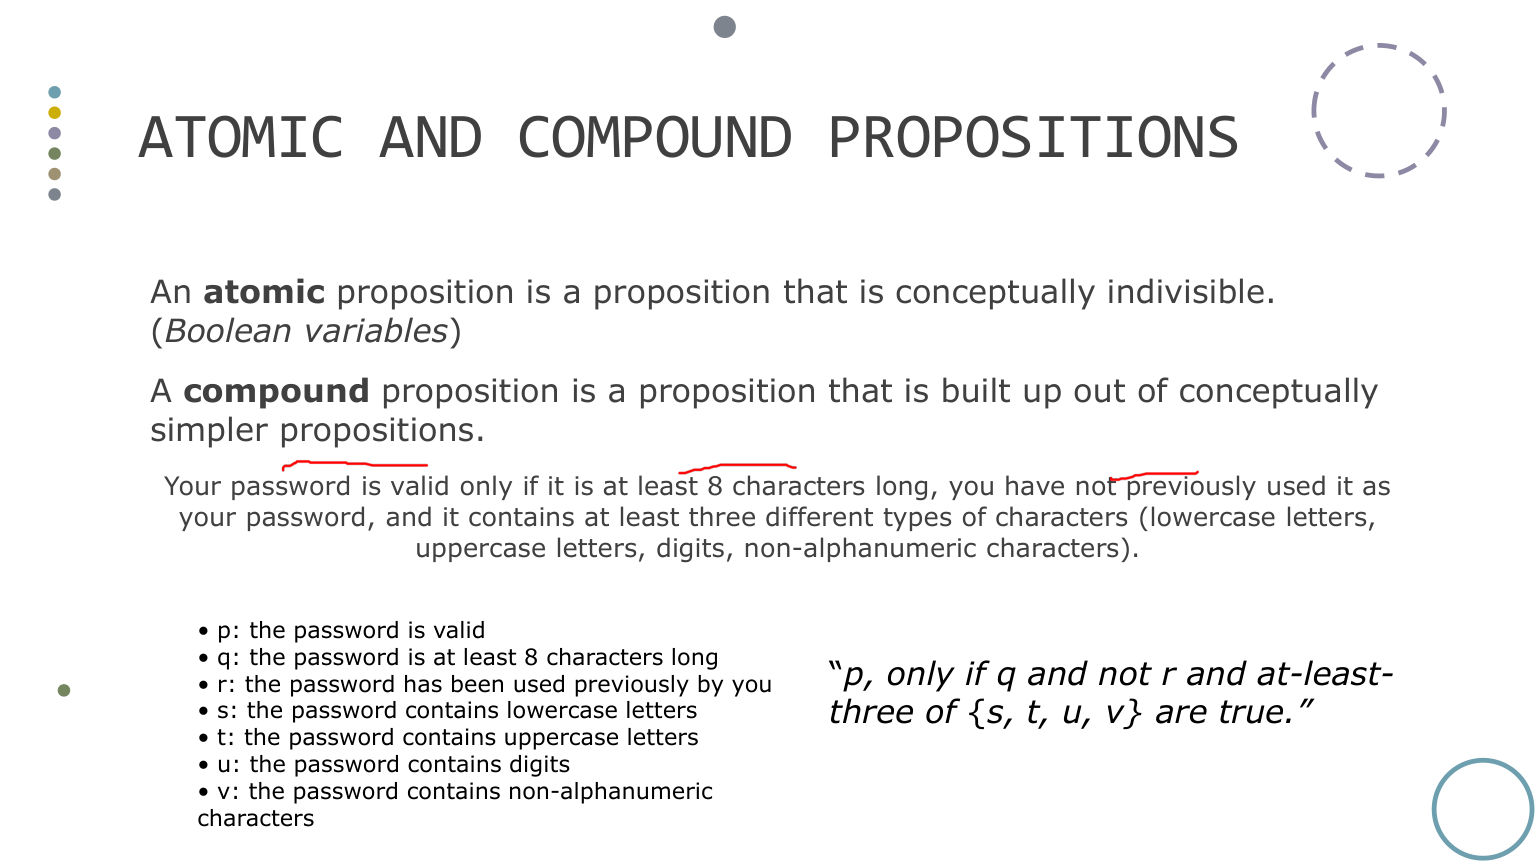 ATOMIC AND COMPOUND PROPOSITIONS
An atomic proposition is a proposition that is conceptually indivisible.
(Boolean variables)
A compound proposition is a proposition that is built up out of conceptually
simpler propositions.
Your password is valid only if it is at least 8 characters long, you have not previously used it as
your password, and it contains at least three different types of characters (lowercase letters,
uppercase letters, digits, non-alphanumeric characters).
• p: the password is valid
• q: the password is at least 8 characters long
• r: the password has been used previously by you
• s: the password contains lowercase letters
• t: the password contains uppercase letters
• u: the password contains digits
• v: the password contains non-alphanumeric
characters
“p, only if q and not r and at-least-
three of {s, t, u, v} are true.”